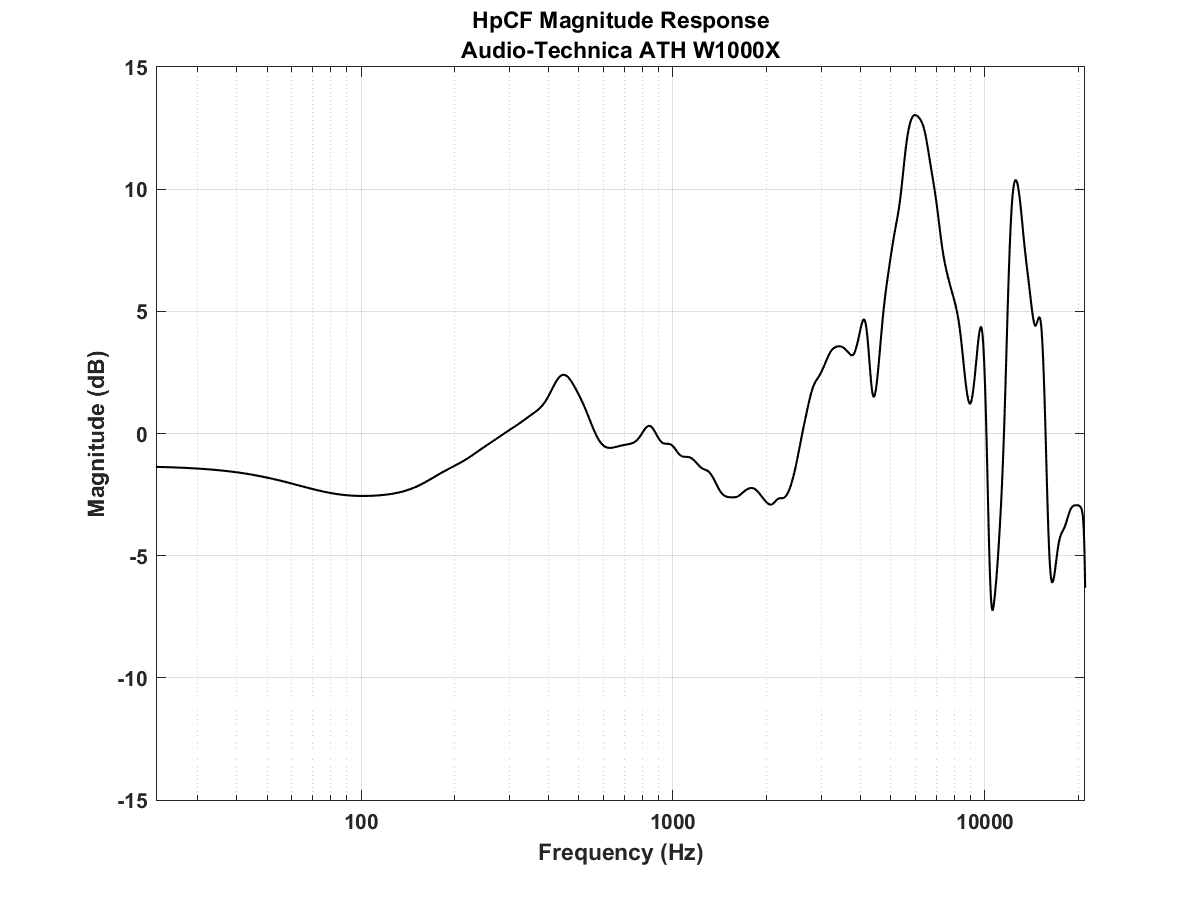 HpCF Magnitude Response
Audio-Technica ATH W1000X
15
10
5
0
-5
-10
-15
Magnitude (dB)
100
1000
10000
Frequency (Hz)